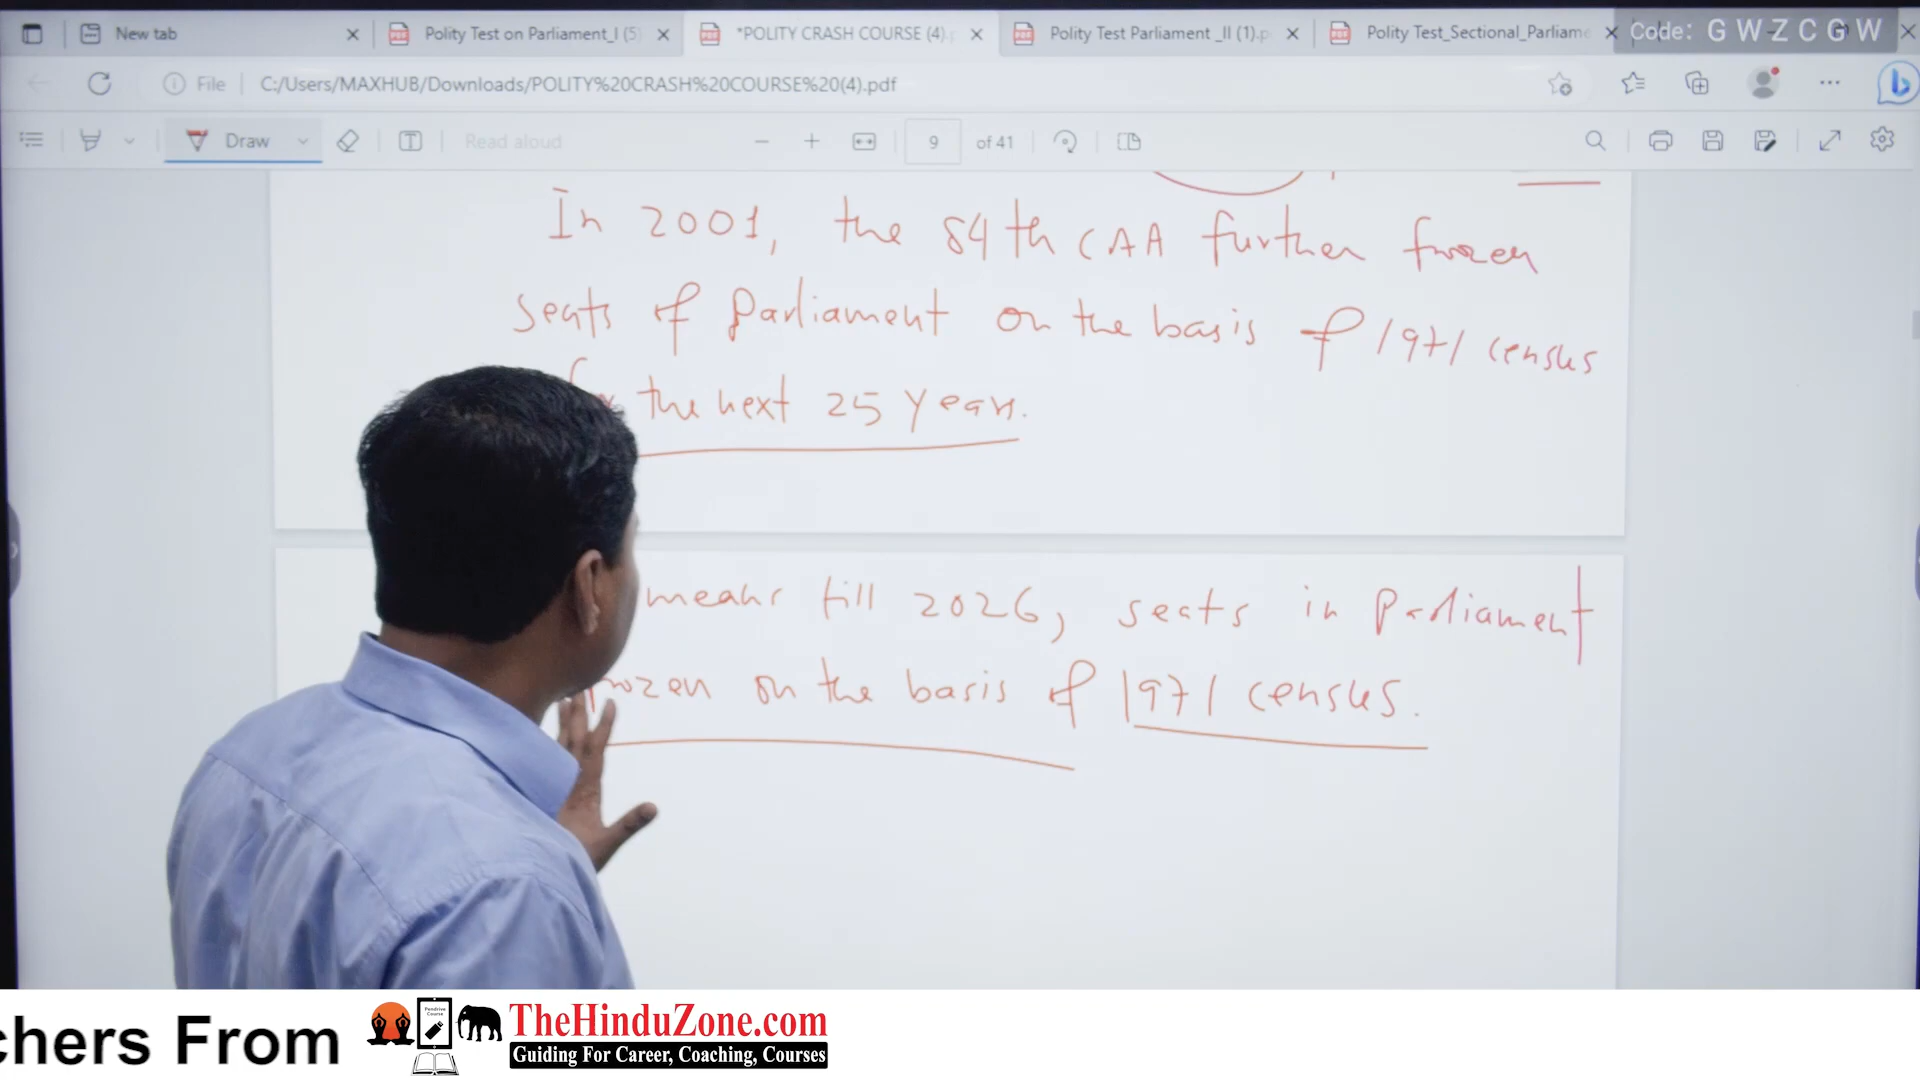 New tab
Polity Test on Parliament_I (5)
*POLITY CRASH COURSE (4).p
Polity Test Parliament _II (1).p
Polity Test_Sectional_Parliame
Code: G W Z C G W
File
C:/Users/MAXHUB/Downloads/POLITY%20CRASH%20COURSE%20(4).pdf
Draw
Read aloud
9 of 41
In 2001, the 84th CAA further frozen
seats of Parliament on the basis of 1971 census
the next 25 years.
means till 2026, seats in Parliament
frozen on the basis of 1971 census.
chers From
TheHinduZone.com
Guiding For Career, Coaching, Courses